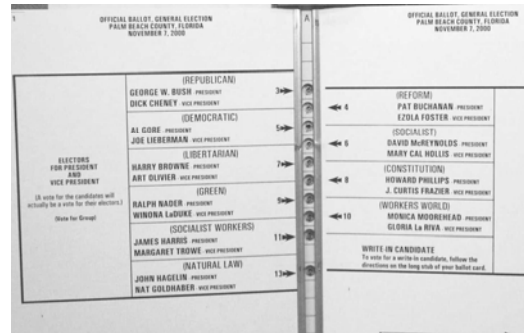 1
OFFICIAL BALLOT, GENERAL ELECTION
PALM BEACH COUNTY, FLORIDA
NOVEMBER 7, 2000
ELECTORS
FOR PRESIDENT
AND
VICE PRESIDENT
(A vote for the candidates will
actually be a vote for their electors.)
(Vote for Group)
(REPUBLICAN)
GEORGE W. BUSH PRESIDENT
DICK CHENEY VICE PRESIDENT
3
(DEMOCRATIC)
AL GORE PRESIDENT
JOE LIEBERMAN VICE PRESIDENT
5
(LIBERTARIAN)
HARRY BROWNE PRESIDENT
ART OLIVIER VICE PRESIDENT
7
(GREEN)
RALPH NADER PRESIDENT
WINONA LaDUKE VICE PRESIDENT
9
(SOCIALIST WORKERS)
JAMES HARRIS PRESIDENT
MARGARET TROWE VICE PRESIDENT
11
(NATURAL LAW)
JOHN HAGELIN PRESIDENT
NAT GOLDHABER VICE PRESIDENT
13
A
OFFICIAL BALLOT, GENERAL ELECTION
PALM BEACH COUNTY, FLORIDA
NOVEMBER 7, 2000
(REFORM)
4 PAT BUCHANAN PRESIDENT
EZOLA FOSTER VICE PRESIDENT
(SOCIALIST)
6 DAVID McREYNOLDS PRESIDENT
MARY CAL HOLLIS VICE PRESIDENT
(CONSTITUTION)
8 HOWARD PHILLIPS PRESIDENT
J. CURTIS FRAZIER VICE PRESIDENT
(WORKERS WORLD)
10 MONICA MOOREHEAD PRESIDENT
GLORIA La RIVA VICE PRESIDENT
WRITE-IN CANDIDATE
To vote for a write-in candidate, follow the
directions on the long stub of your ballot card.